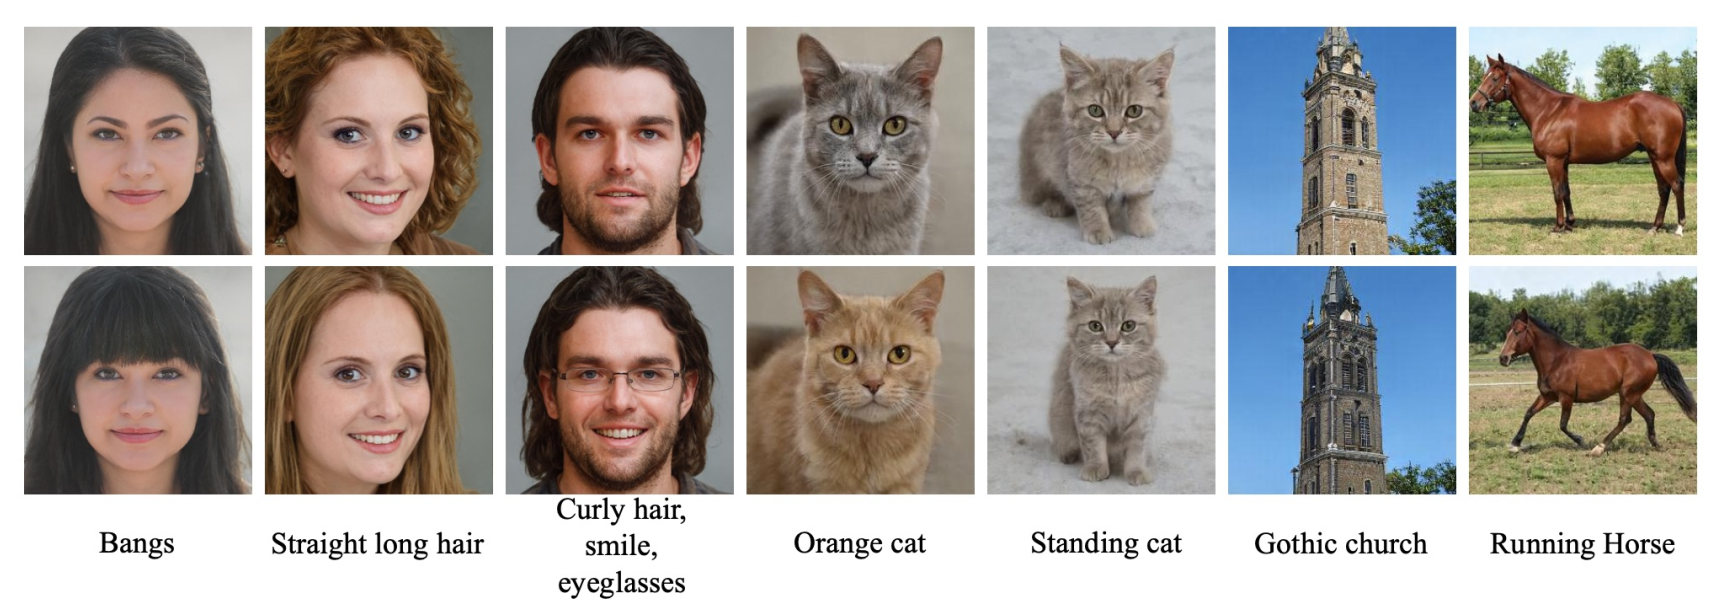 Bangs
Straight long hair
Curly hair,
smile,
eyeglasses
Orange cat
Standing cat
Gothic church
Running Horse